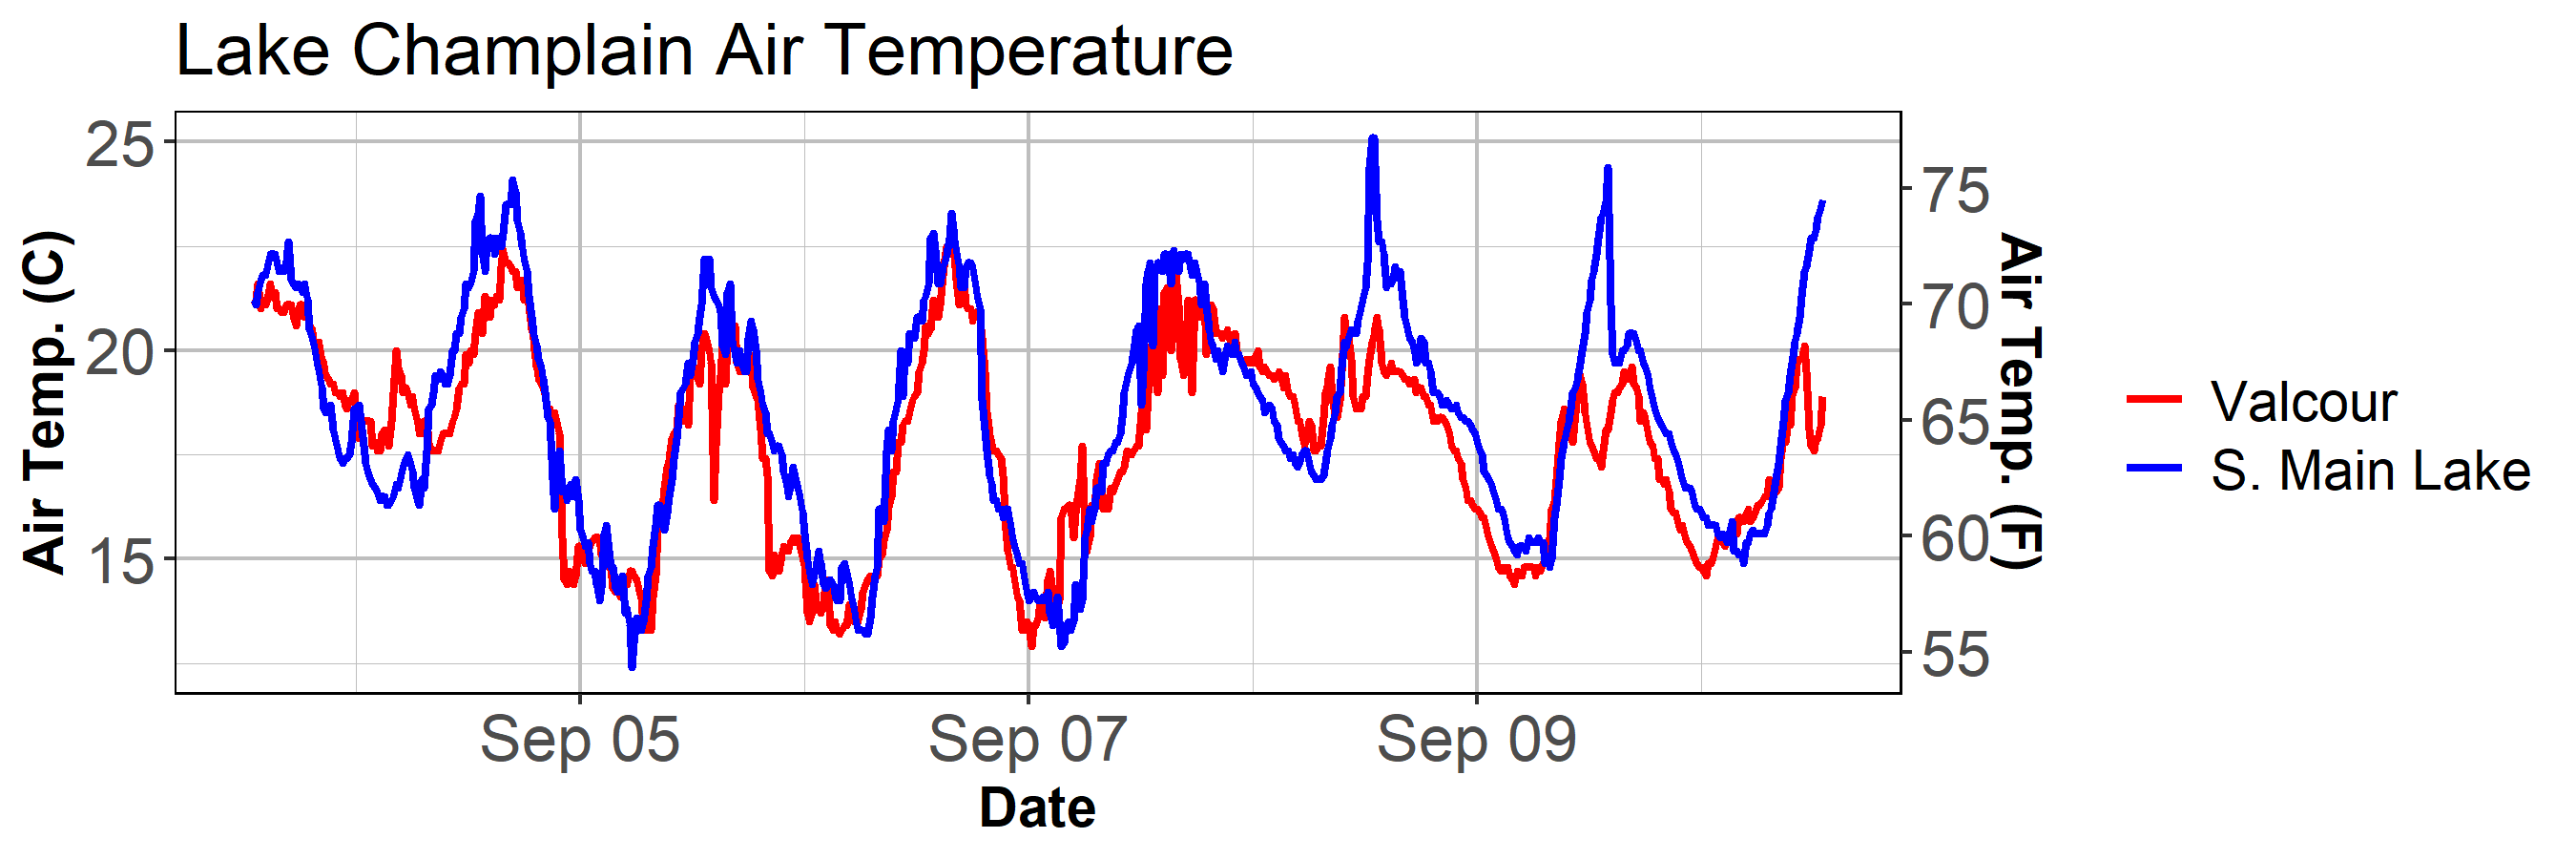 Lake Champlain Air Temperature
Air Temp. (C)
25
20
15
75
70
65
60
55
Air Temp. (F)
Sep 05
Sep 07
Sep 09
Date
Valcour
S. Main Lake